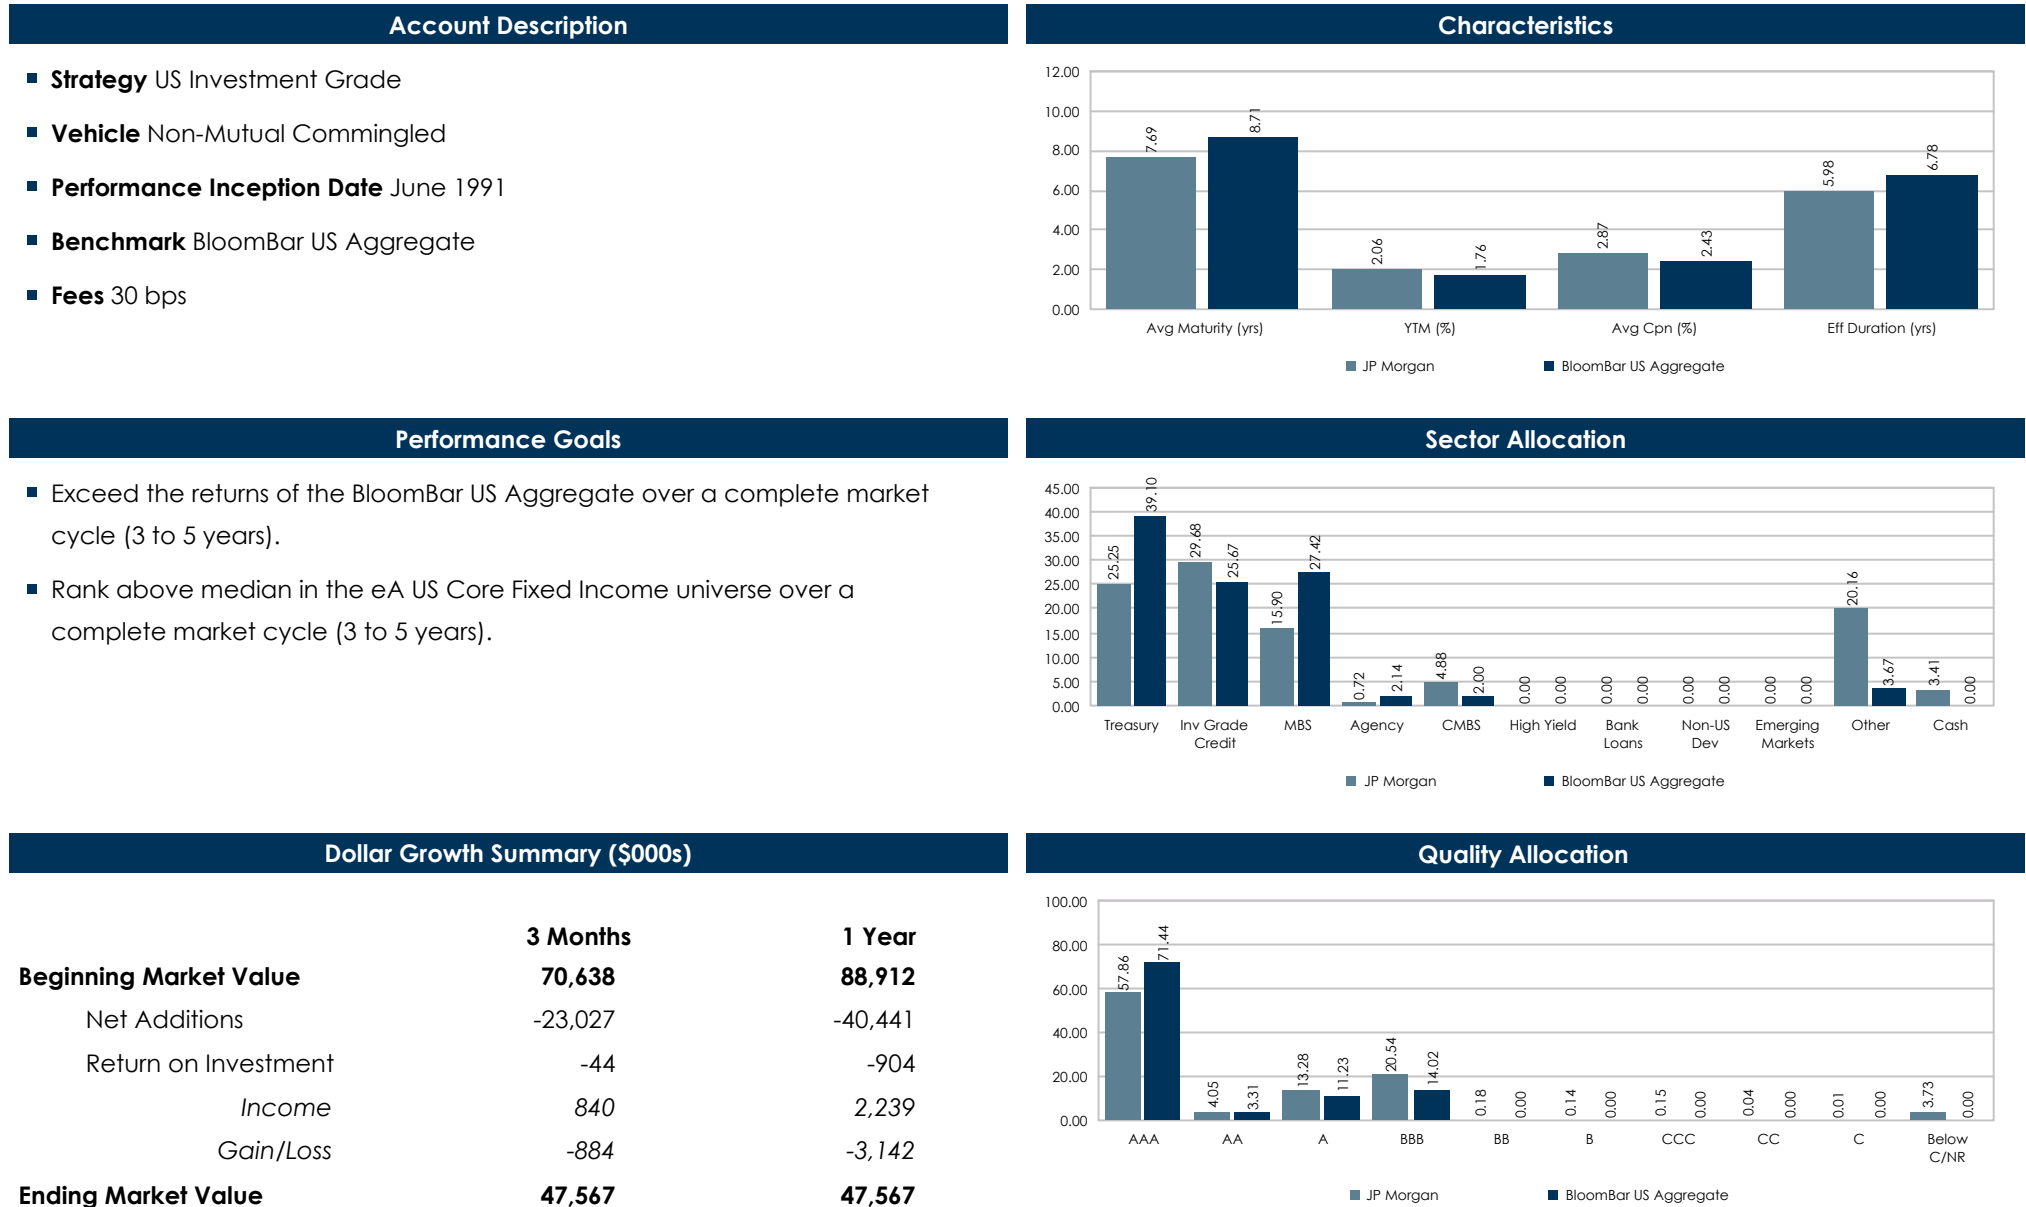 Account Description
Strategy US Investment Grade
Vehicle Non-Mutual Commingled
Performance Inception Date June 1991
Benchmark BloomBar US Aggregate
Fees 30 bps
Characteristics
12.00
10.00
8.00
6.00
4.00
2.00
0.00
7.69 8.71 2.06 1.76 2.87 2.43 5.98 6.78
Avg Maturity (yrs) YTM (%) Avg Cpn (%) Eff Duration (yrs)
JP Morgan BloomBar US Aggregate
Performance Goals
Exceed the returns of the BloomBar US Aggregate over a complete market
cycle (3 to 5 years).
Rank above median in the eA US Core Fixed Income universe over a
complete market cycle (3 to 5 years).
Sector Allocation
45.00
40.00
35.00
30.00
25.00
20.00
15.00
10.00
5.00
0.00
25.25 39.10 29.68 25.67 15.90 27.42 0.72 2.14 4.88 2.00 0.00 0.00 0.00 0.00 0.00 0.00 0.00 0.00 20.16 3.67 3.41 0.00
Treasury Inv Grade MBS Agency CMBS High Yield Bank Non-US Emerging Other Cash
Credit Loans Dev Markets
JP Morgan BloomBar US Aggregate
Dollar Growth Summary ($000s)
3 Months 1 Year
Beginning Market Value 70,638 88,912
Net Additions -23,027 -40,441
Return on Investment -44 -904
Income 840 2,239
Gain/Loss -884 -3,142
Ending Market Value 47,567 47,567
Quality Allocation
100.00
80.00
60.00
40.00
20.00
0.00
57.86 71.44 4.05 3.31 13.28 11.23 20.54 14.02 0.18 0.00 0.14 0.00 0.15 0.00 0.04 0.00 0.01 0.00 3.73 0.00
AAA AA A BBB BB B CCC CC C Below
C/NR
JP Morgan BloomBar US Aggregate